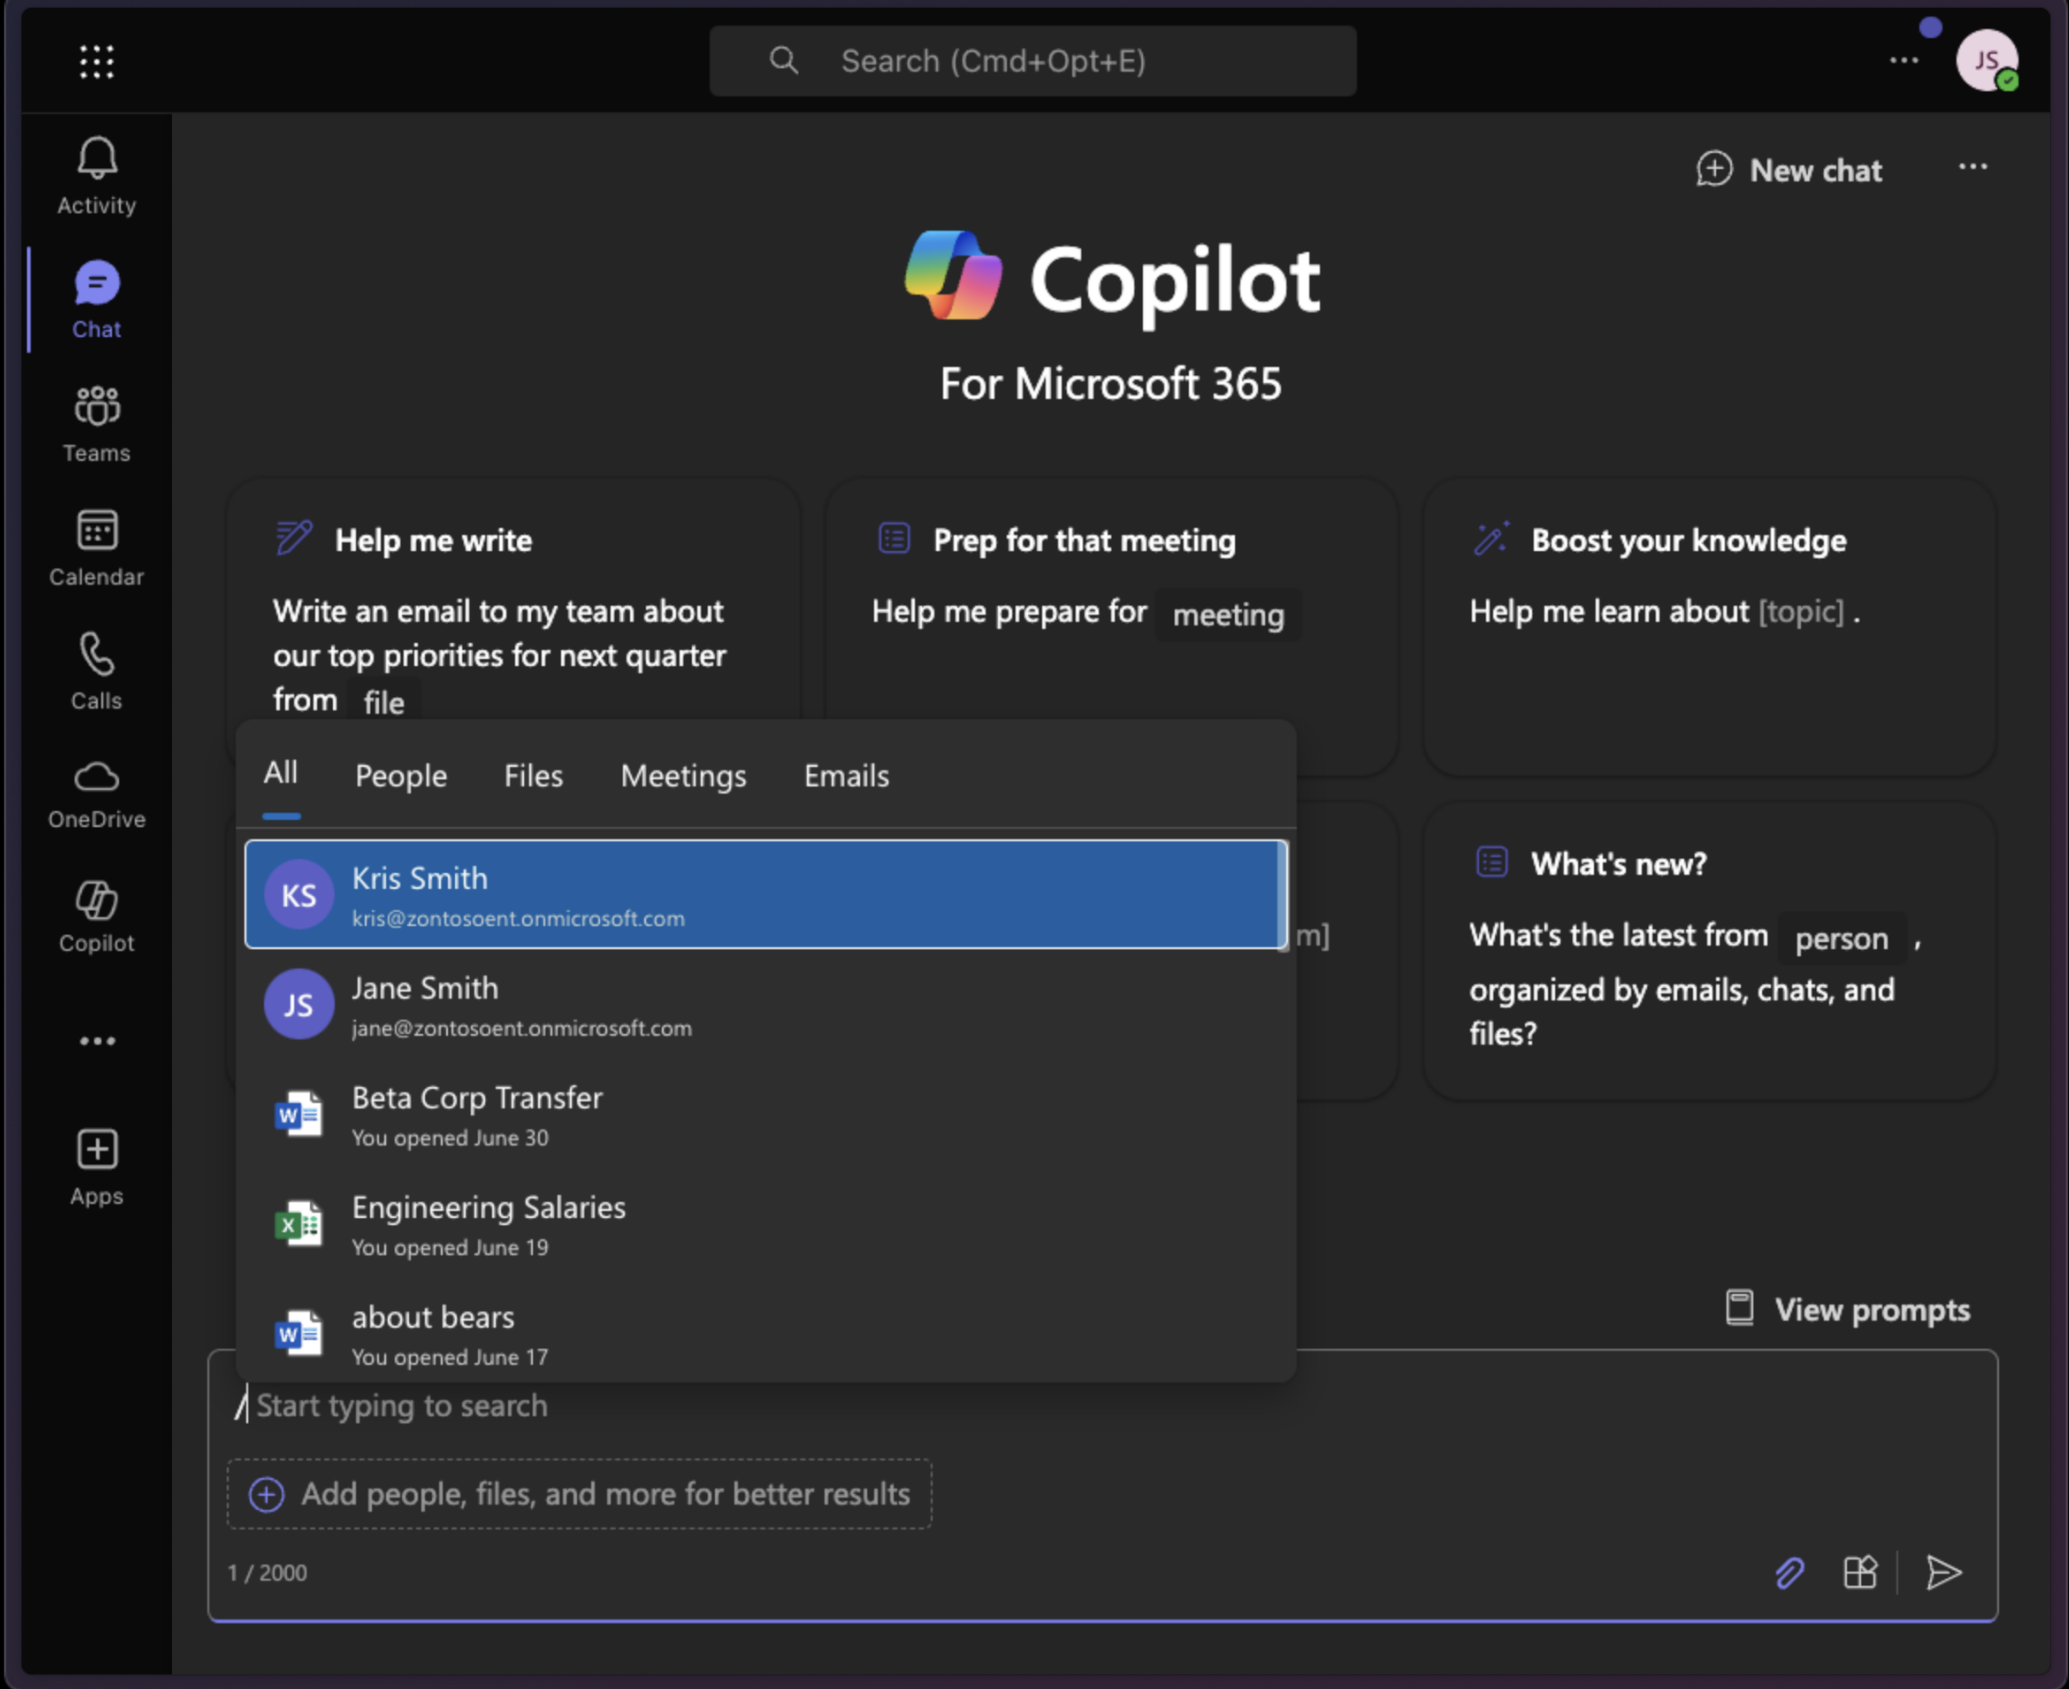 Search (Cmd+Opt+E)
JS
Activity
Chat
Teams
Calendar
Calls
OneDrive
Copilot
Apps
New chat
Copilot
For Microsoft 365
Help me write
Write an email to my team about
our top priorities for next quarter
from file
Prep for that meeting
Help me prepare for meeting
Boost your knowledge
Help me learn about [topic] .
All People Files Meetings Emails
KS
Kris Smith
kris@zontosoent.onmicrosoft.com
JS
Jane Smith
jane@zontosoent.onmicrosoft.com
W
Beta Corp Transfer
You opened June 30
X
Engineering Salaries
You opened June 19
W
about bears
You opened June 17
m]
What's new?
What's the latest from person ,
organized by emails, chats, and
files?
View prompts
/ Start typing to search
Add people, files, and more for better results
1 / 2000